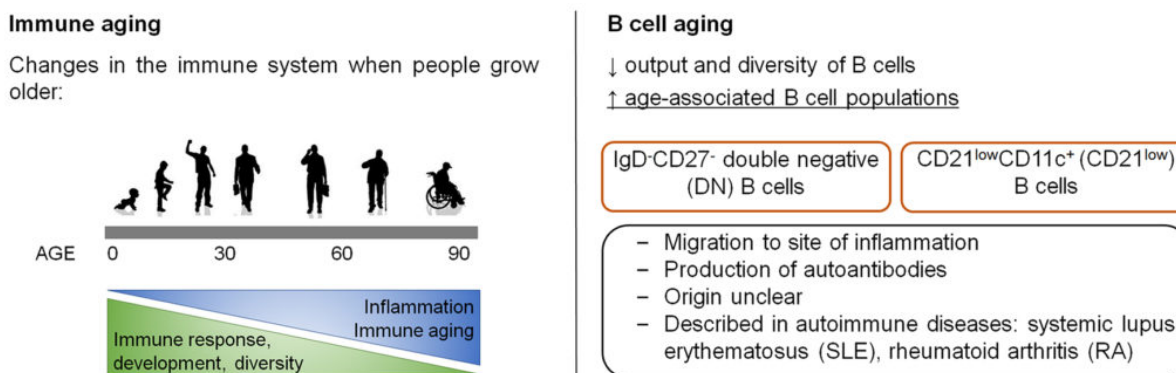 Immune aging
Changes in the immune system when people grow
older:
AGE 0 30 60 90
Inflammation
Immune aging
Immune response,
development, diversity
B cell aging
↓ output and diversity of B cells
↑ age-associated B cell populations
IgD⁻CD27⁻ double negative
(DN) B cells
CD21ˡᵒʷCD11c⁺ (CD21ˡᵒʷ)
B cells
– Migration to site of inflammation
– Production of autoantibodies
– Origin unclear
– Described in autoimmune diseases: systemic lupus
erythematosus (SLE), rheumatoid arthritis (RA)